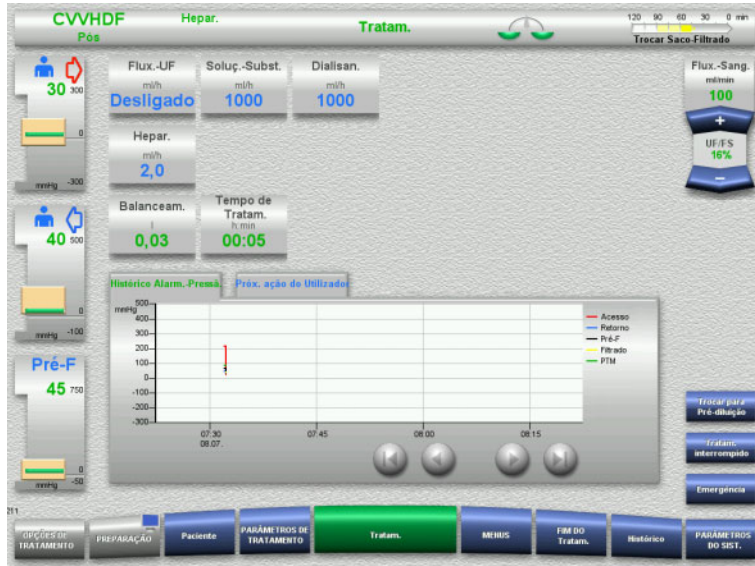 CVVHDF
Pós
Hepar.
Tratam.
120 90 60 30 0 min
Trocar Saco-Filtrado
30 300
0
mmHg -300
Flux.-UF
ml/h
Desligado
Soluç.-Subst.
ml/h
1000
Dialisan.
ml/h
1000
Flux.-Sang.
ml/min
100
+
UF/FS
16%
−
Hepar.
ml/h
2,0
40 500
0
mmHg -100
Balanceam.
l
0,03
Tempo de
Tratam.
h:min
00:05
Pré-F
45 750
0
mmHg -50
Histórico Alarm.-Premä.
Próx. ação do Utilizador
mmHg
500
400
300
200
100
0
-100
-200
-300
07:30
08.07.
07:45
08:00
08:15
Acesso
Retorno
Pré-F
Filtrado
PTM
Trocar para
Pré-diluição
Tratam.
interrompido
Emergência
211
OPÇÕES DE
TRATAMENTO
PREPARAÇÃO
Paciente
PARÂMETROS DE
TRATAMENTO
Tratam.
MENUS
FIM DO
Tratam.
Histórico
PARÂMETROS
DO SIST.